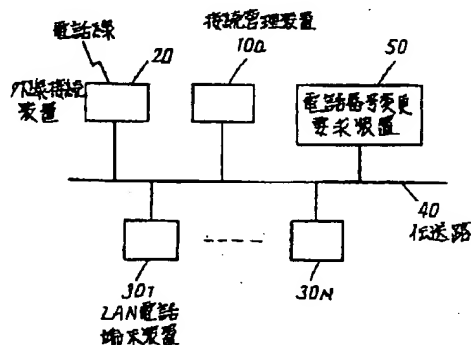 電話線
接続管理装置
20
10a
50
外線接続
装置
電話番号変更
要求装置
40
伝送路
301
30N
LAN電話
端末装置